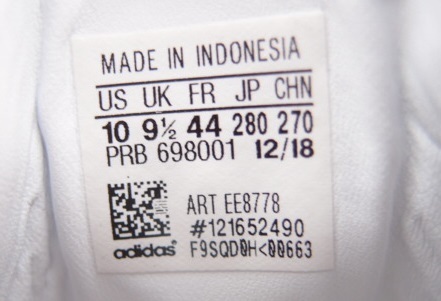 MADE IN INDONESIA
US UK FR JP CHN
10 9½ 44 280 270
PRB 698001 12/18
ART EE8778
#121652490
adidas F9SQD0H<00663